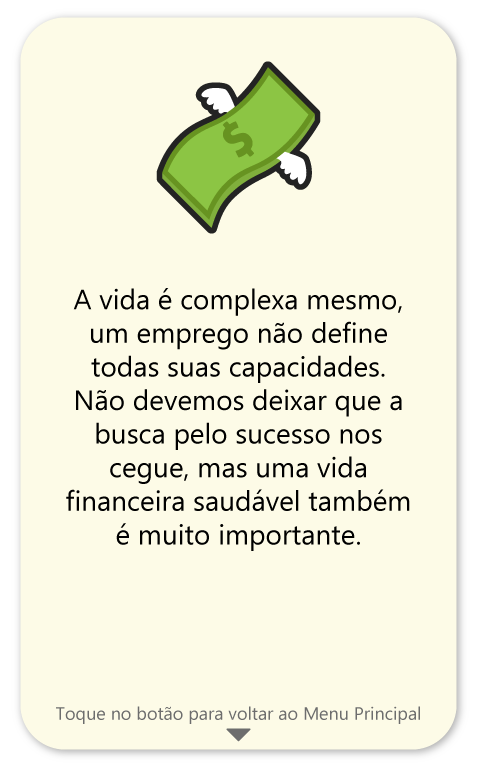 $
A vida é complexa mesmo,
um emprego não define
todas suas capacidades.
Não devemos deixar que a
busca pelo sucesso nos
cegue, mas uma vida
financeira saudável também
é muito importante.
Toque no botão para voltar ao Menu Principal